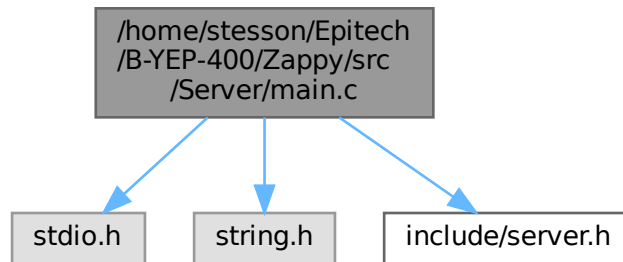 /home/stesson/Epitech
/B-YEP-400/Zappy/src
/Server/main.c
stdio.h
string.h
include/server.h